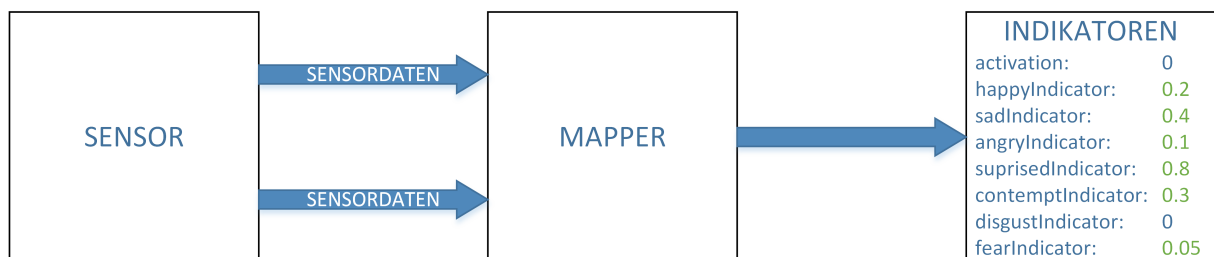 SENSOR
SENSORDATEN
SENSORDATEN
MAPPER
INDIKATOREN
activation: 0
happyIndicator: 0.2
sadIndicator: 0.4
angryIndicator: 0.1
suprisedIndicator: 0.8
contemptIndicator: 0.3
disgustIndicator: 0
fearIndicator: 0.05